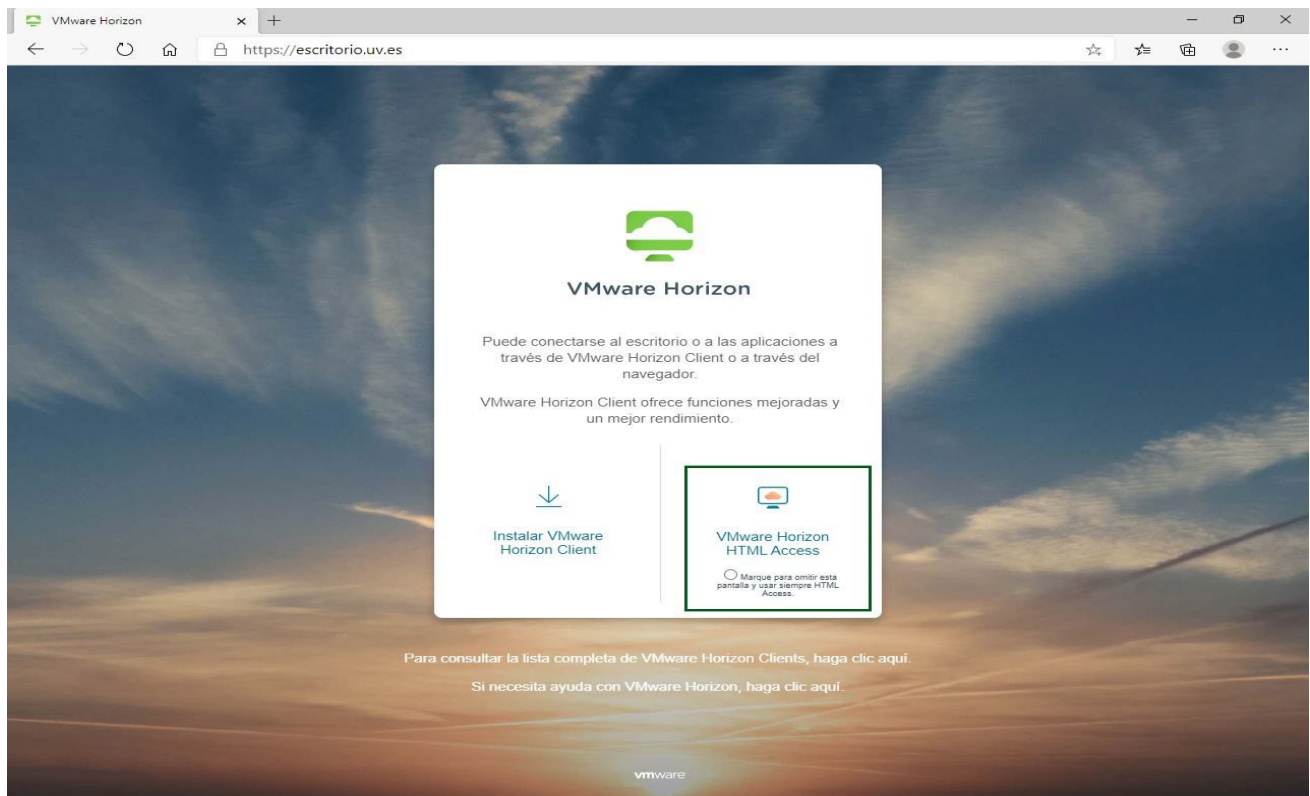 VMware Horizon
https://escritorio.uv.es
VMware Horizon
Puede conectarse al escritorio o a las aplicaciones a
través de VMware Horizon Client o a través del
navegador.
VMware Horizon Client ofrece funciones mejoradas y
un mejor rendimiento.
Instalar VMware
Horizon Client
VMware Horizon
HTML Access
Marque para omitir esta
pantalla y usar siempre HTML
Access.
Para consultar la lista completa de VMware Horizon Clients, haga clic aquí.
Si necesita ayuda con VMware Horizon, haga clic aquí.
vmware